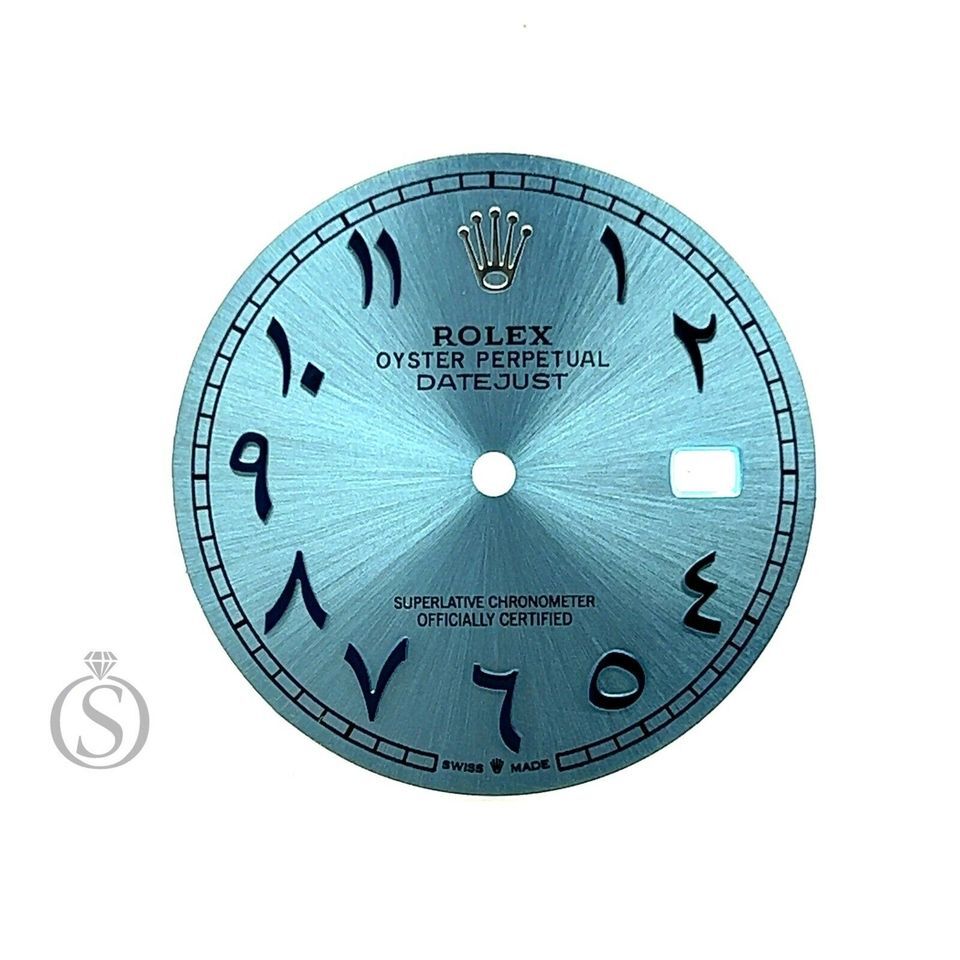 ١١
١
١٠
٢
ROLEX
OYSTER PERPETUAL
DATEJUST
٩
٨
٤
SUPERLATIVE CHRONOMETER
OFFICIALLY CERTIFIED
٧
٦
٥
SWISS MADE
S